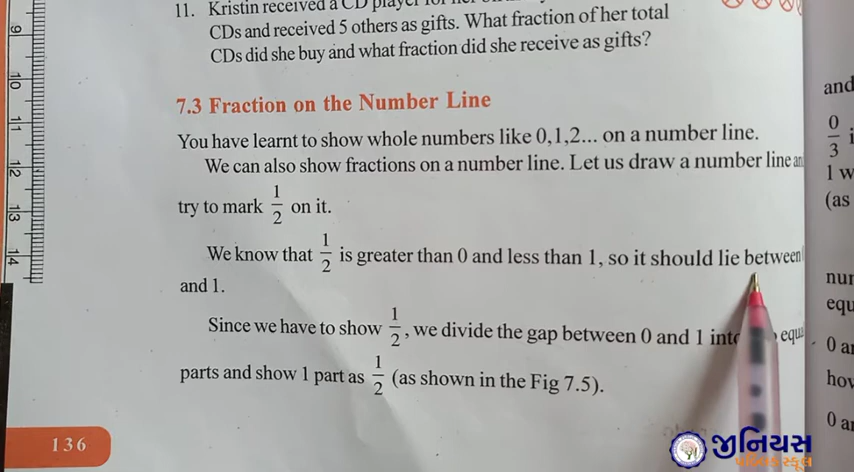 11. Kristin received a CD player for her
CDs and received 5 others as gifts. What fraction of her total
CDs did she buy and what fraction did she receive as gifts?
7.3 Fraction on the Number Line
You have learnt to show whole numbers like 0,1,2... on a number line.
We can also show fractions on a number line. Let us draw a number line
try to mark 1/2 on it.
We know that 1/2 is greater than 0 and less than 1, so it should lie between
and 1.
Since we have to show 1/2, we divide the gap between 0 and 1
parts and show 1 part as 1/2 (as shown in the Fig 7.5).
136
9
10
11
12
13
14
and
0/3
1 w
(as
0 a
0 a
જીનિયસ
પબ્લિક સ્કૂલ